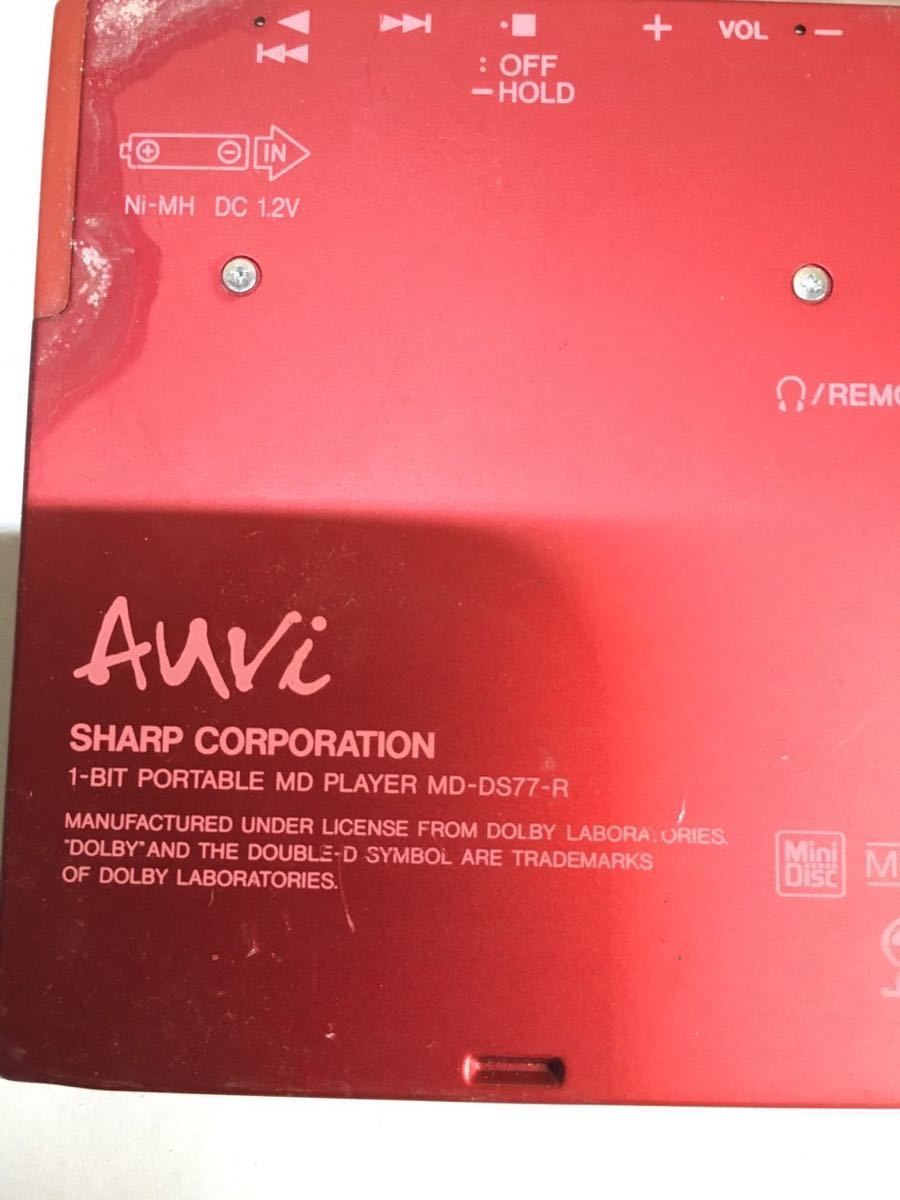 VOL
: OFF
HOLD
IN
Ni-MH DC 1.2V
/REMO
Auvi
SHARP CORPORATION
1-BIT PORTABLE MD PLAYER MD-DS77-R
MANUFACTURED UNDER LICENSE FROM DOLBY LABORATORIES.
"DOLBY" AND THE DOUBLE-D SYMBOL ARE TRADEMARKS
OF DOLBY LABORATORIES.
Mini
Disc
M